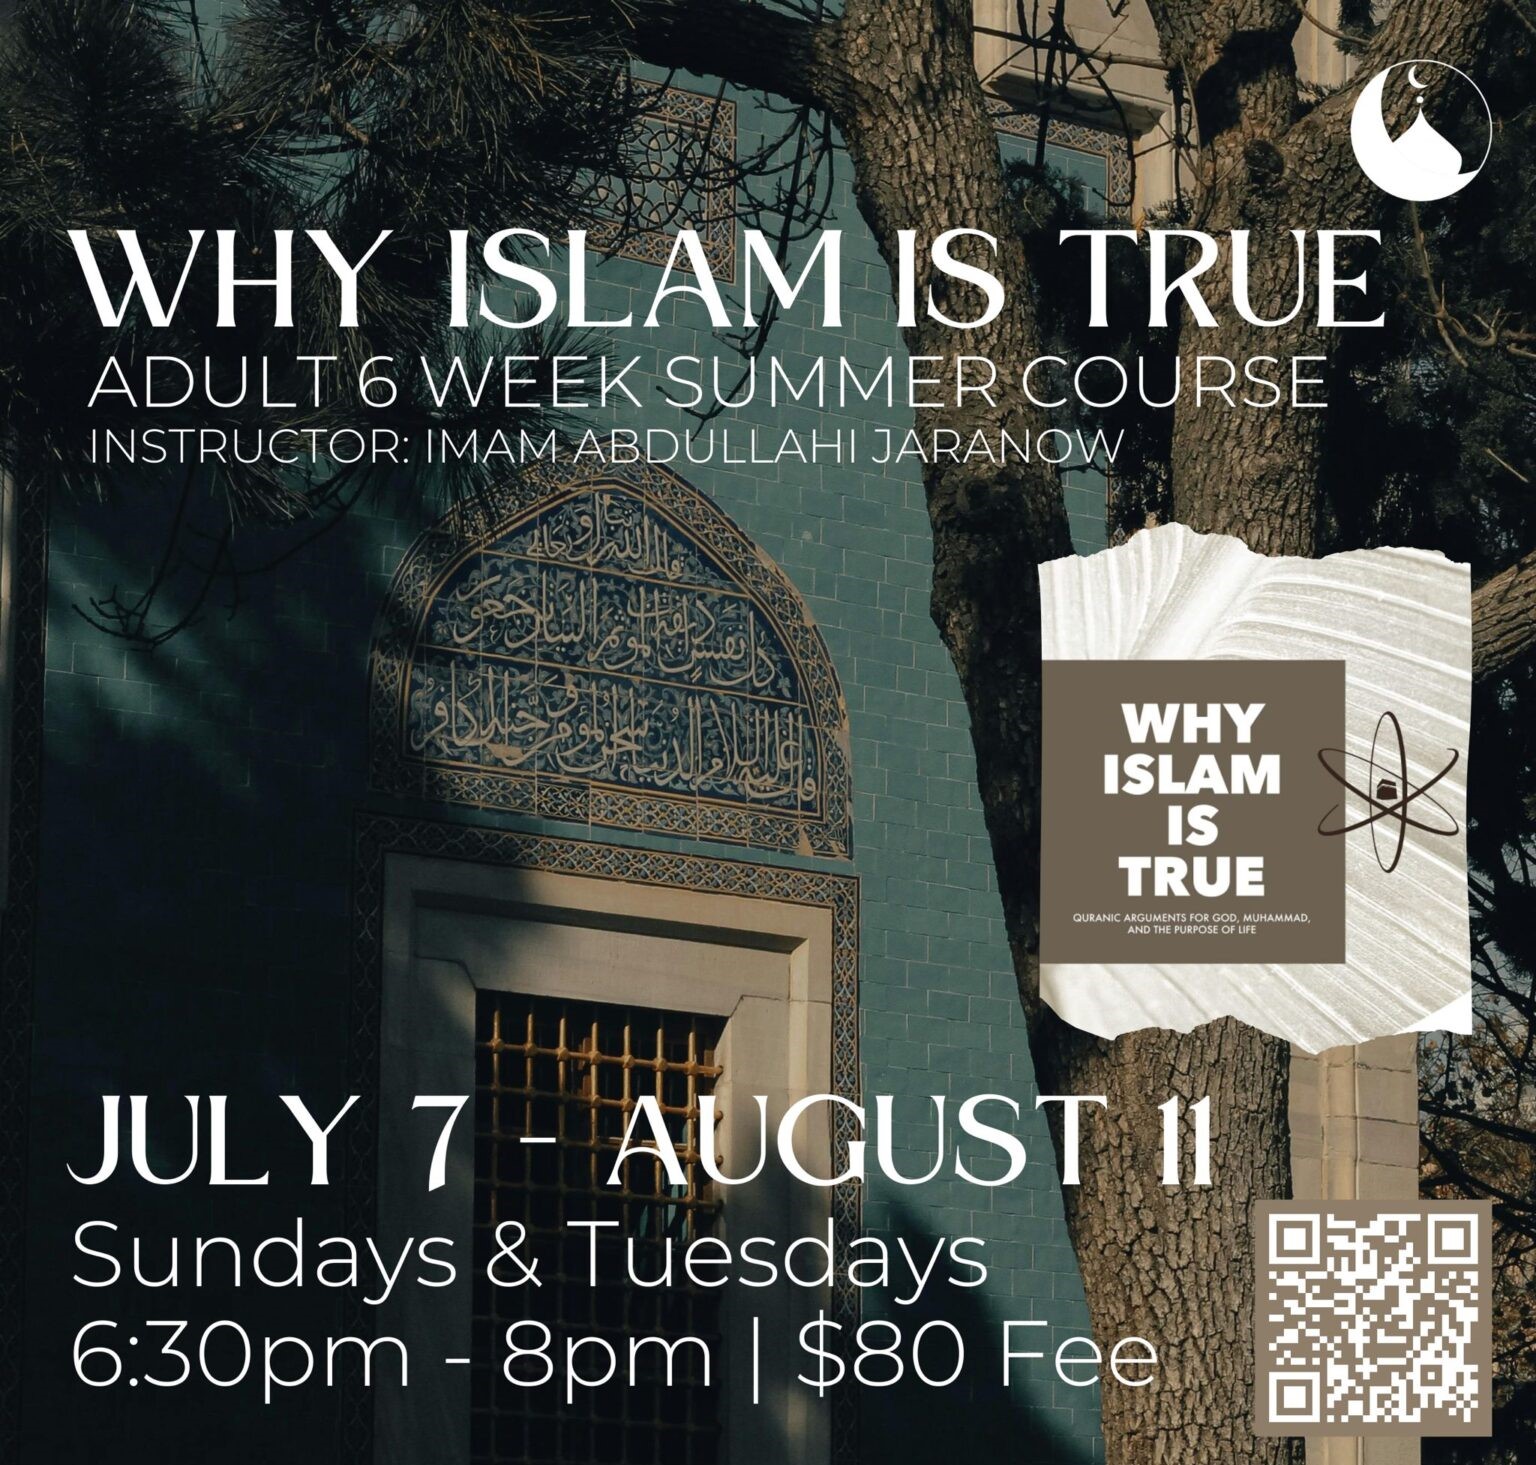 WHY ISLAM IS TRUE
ADULT 6 WEEK SUMMER COURSE
INSTRUCTOR: IMAM ABDULLAHI JARANOW
WHY
ISLAM
IS
TRUE
QURANIC ARGUMENTS FOR GOD, MUHAMMAD,
AND THE PURPOSE OF LIFE
JULY 7 - AUGUST 11
Sundays & Tuesdays
6:30pm - 8pm | $80 Fee